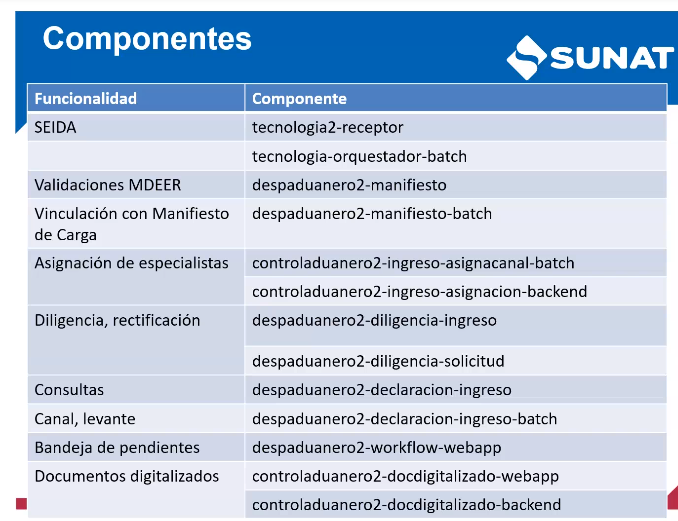 Componentes
SUNAT
Funcionalidad Componente
SEIDA tecnologia2-receptor
tecnologia-orquestador-batch
Validaciones MDEER despaduanero2-manifiesto
Vinculación con Manifiesto despaduanero2-manifiesto-batch
de Carga
Asignación de especialistas controladuanero2-ingreso-asignacanal-batch
controladuanero2-ingreso-asignacion-backend
Diligencia, rectificación despaduanero2-diligencia-ingreso
despaduanero2-diligencia-solicitud
Consultas despaduanero2-declaracion-ingreso
Canal, levante despaduanero2-declaracion-ingreso-batch
Bandeja de pendientes despaduanero2-workflow-webapp
Documentos digitalizados controladuanero2-docdigitalizado-webapp
controladuanero2-docdigitalizado-backend